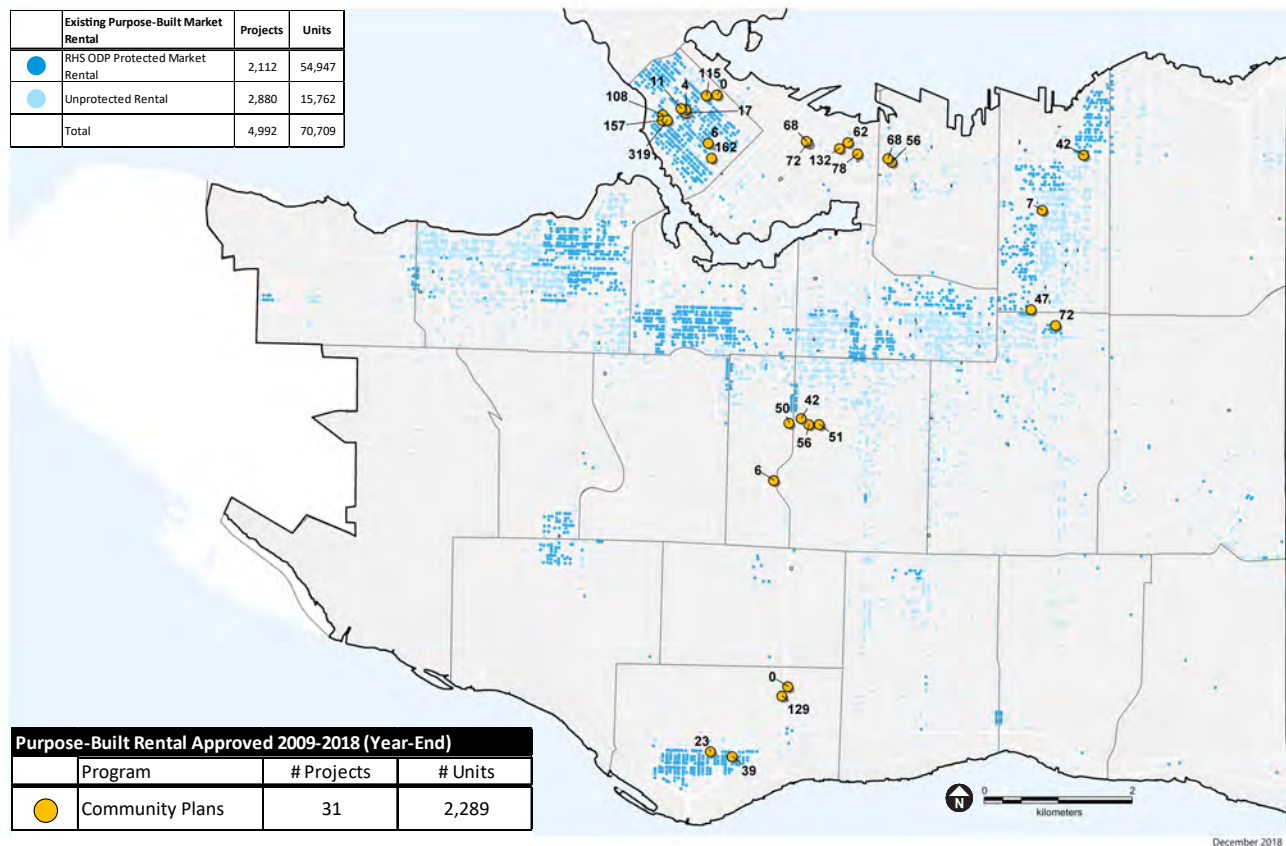 Existing Purpose-Built Market
Rental
Projects
Units
RHS ODP Protected Market
Rental
2,112
54,947
Unprotected Rental
2,880
15,762
Total
4,992
70,709
11
4
115
0
108
17
157
6
319
162
68
62
68
56
72
132
78
42
7
47
72
50
42
56
51
6
0
129
23
39
Purpose-Built Rental Approved 2009-2018 (Year-End)
Program
# Projects
# Units
Community Plans
31
2,289
N
0
2
kilometers
December 2018